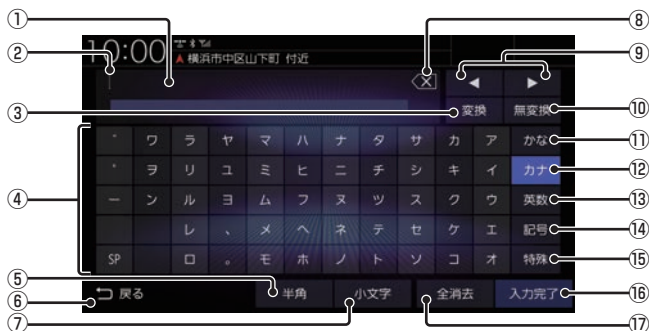 ①
⑧
②
10:00
横浜市中区山下町 付近
⑨
◀ ▶
③
変換 無変換
⑩
゛ ワ ラ ヤ マ ハ ナ タ サ カ ア かな
⑪
゜ ヲ リ ユ ミ ヒ ニ チ シ キ イ カナ
⑫
④
ー ン ル ヨ ム フ ヌ ツ ス ク ウ 英数
⑬
レ 、 メ ヘ ネ テ セ ケ エ 記号
⑭
SP ロ 。 モ ホ ノ ト ソ コ オ 特殊
⑮
⑤
⑥
戻る 半角 小文字 全消去 入力完了
⑯
⑦
⑰